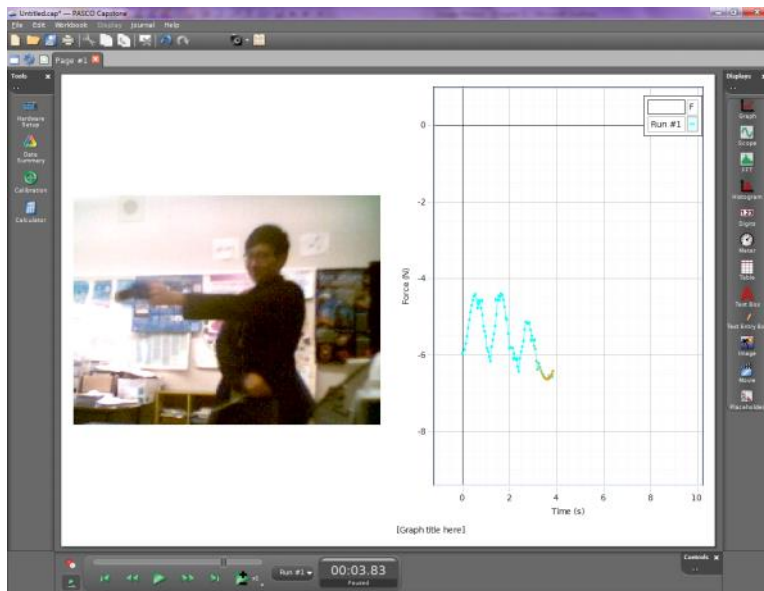 Untitled.cap* — PASCO Capstone
File Edit Workbook Display Journal Help
Page #1
Tools
Hardware Setup
Data Summary
Calibration
Calculator
F
Run #1
0
-2
-4
-6
-8
Force (N)
0 2 4 6 8 10
Time (s)
[Graph title here]
Displays
Graph
Scope
FFT
Histogram
Digits
Meter
Table
Text Box
Text Entry Bo
Image
Movie
Placeholder
Run #1
00:03.83
Paused
Controls